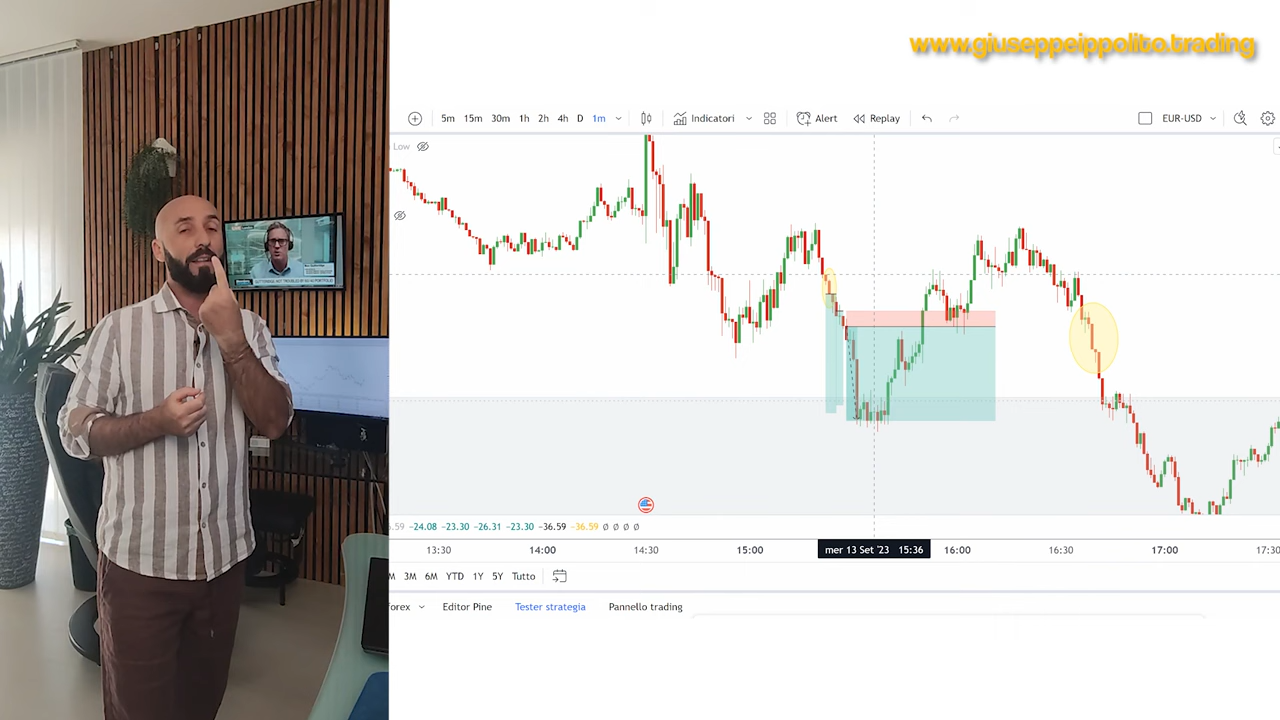 www.giuseppeippolito.trading
5m 15m 30m 1h 2h 4h D 1m Indicatori Alert Replay EUR-USD
Low
59 -24.08 -23.30 -26.31 -23.30 -36.59 -36.59 Ø Ø Ø Ø
13:30 14:00 14:30 15:00 mer 13 Set '23 15:36 16:00 16:30 17:00 17:30
M 3M 6M YTD 1Y 5Y Tutto
orex Editor Pine Tester strategia Pannello trading